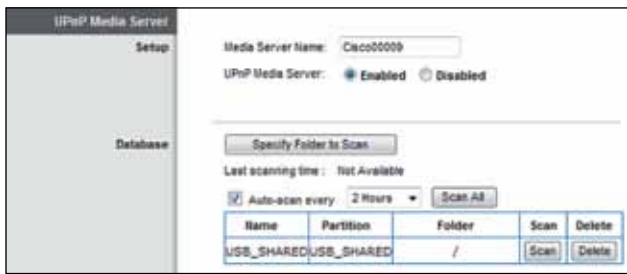 UPnP Media Server
Setup
Media Server Name: Cisco00009
UPnP Media Server: Enabled Disabled
Database
Specify Folder to Scan
Last scanning time : Not Available
Auto-scan every 2 Hours Scan All
Name Partition Folder Scan Delete
USB_SHARED USB_SHARED / Scan Delete